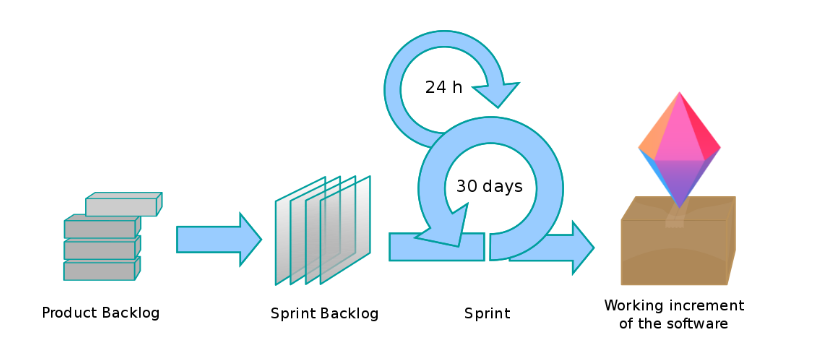 24 h
30 days
Product Backlog
Sprint Backlog
Sprint
Working increment
of the software